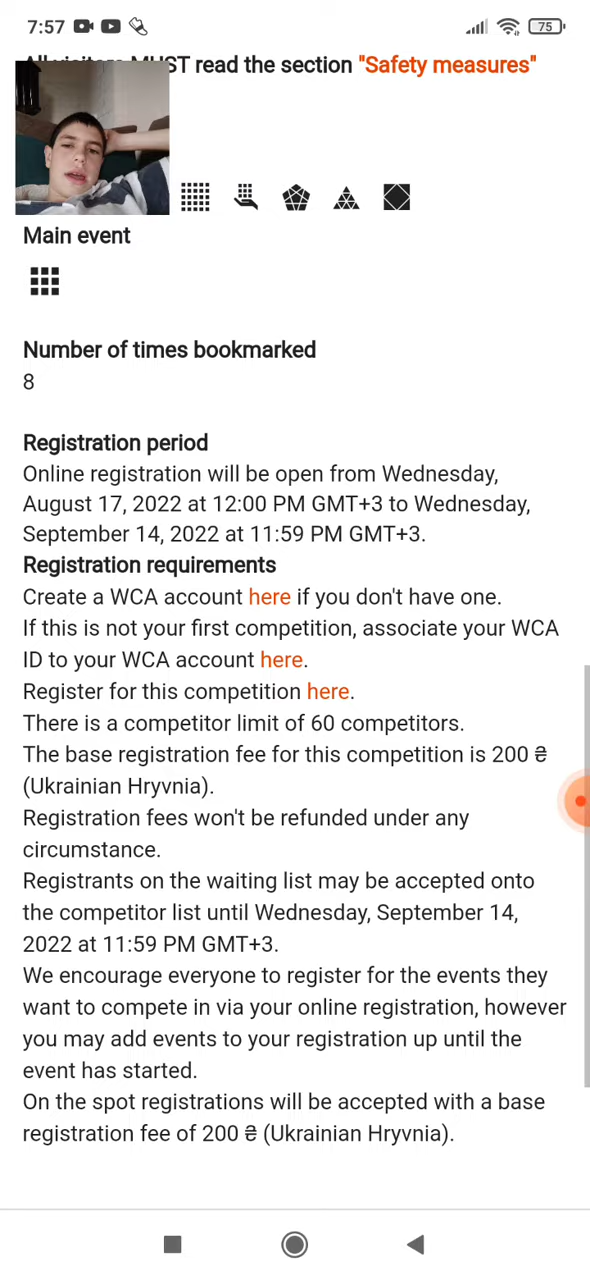 7:57
75
All visitors MUST read the section "Safety measures"
Main event
Number of times bookmarked
8
Registration period
Online registration will be open from Wednesday,
August 17, 2022 at 12:00 PM GMT+3 to Wednesday,
September 14, 2022 at 11:59 PM GMT+3.
Registration requirements
Create a WCA account here if you don't have one.
If this is not your first competition, associate your WCA
ID to your WCA account here.
Register for this competition here.
There is a competitor limit of 60 competitors.
The base registration fee for this competition is 200 ₴
(Ukrainian Hryvnia).
Registration fees won't be refunded under any
circumstance.
Registrants on the waiting list may be accepted onto
the competitor list until Wednesday, September 14,
2022 at 11:59 PM GMT+3.
We encourage everyone to register for the events they
want to compete in via your online registration, however
you may add events to your registration up until the
event has started.
On the spot registrations will be accepted with a base
registration fee of 200 ₴ (Ukrainian Hryvnia).